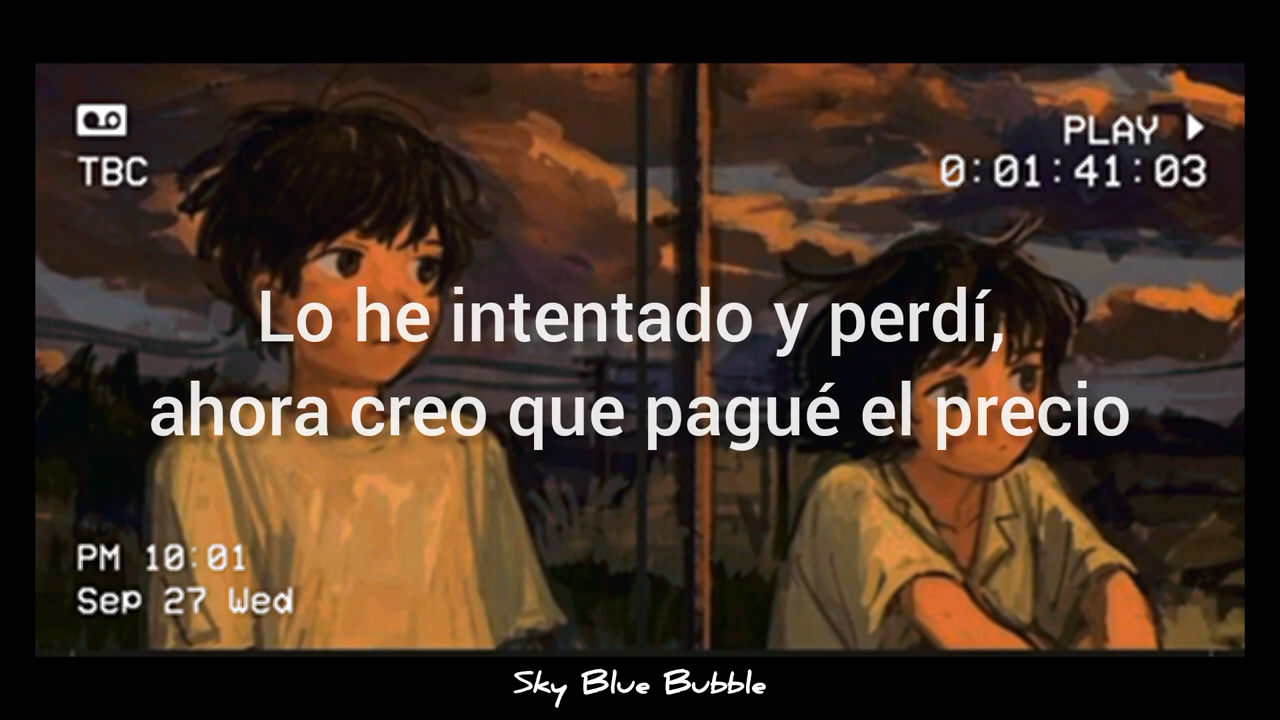 TBC
PLAY
0:01:41:03
Lo he intentado y perdí,
ahora creo que pagué el precio
PM 10:01
Sep 27 Wed
Sky Blue Bubble